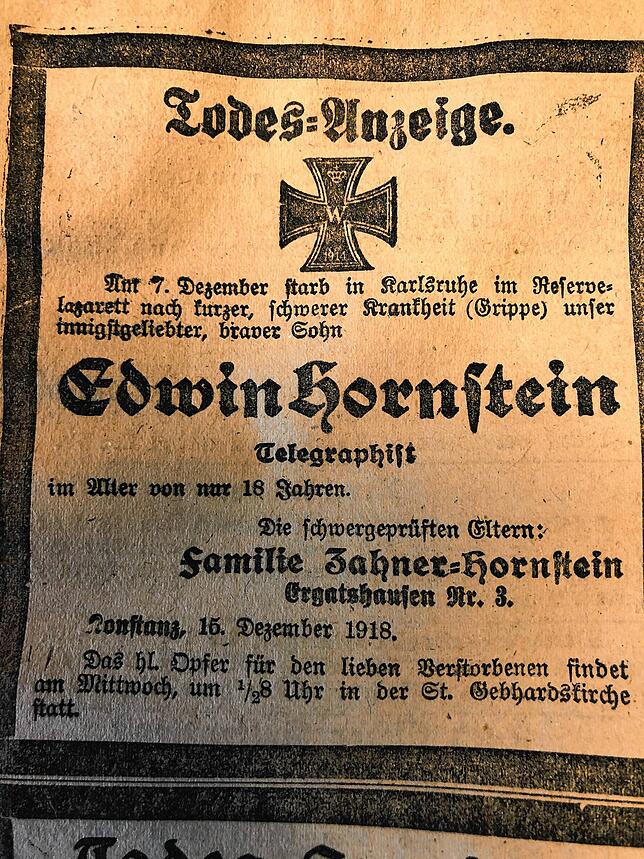 Todes-Anzeige.
W
1914
Am 7. Dezember starb in Karlsruhe im Reserve-
lazarett nach kurzer, schwerer Krankheit (Grippe) unser
innigstgeliebter, braver Sohn
Edwin Hornstein
Telegraphist
im Alter von nur 18 Jahren.
Die schwergeprüften Eltern:
Familie Zahner-Hornstein
Ergatshausen Nr. 3.
Konstanz, 15. Dezember 1918.
Das hl. Opfer für den lieben Verstorbenen findet
am Mittwoch, um 1/28 Uhr in der St. Gebhardskirche
statt.